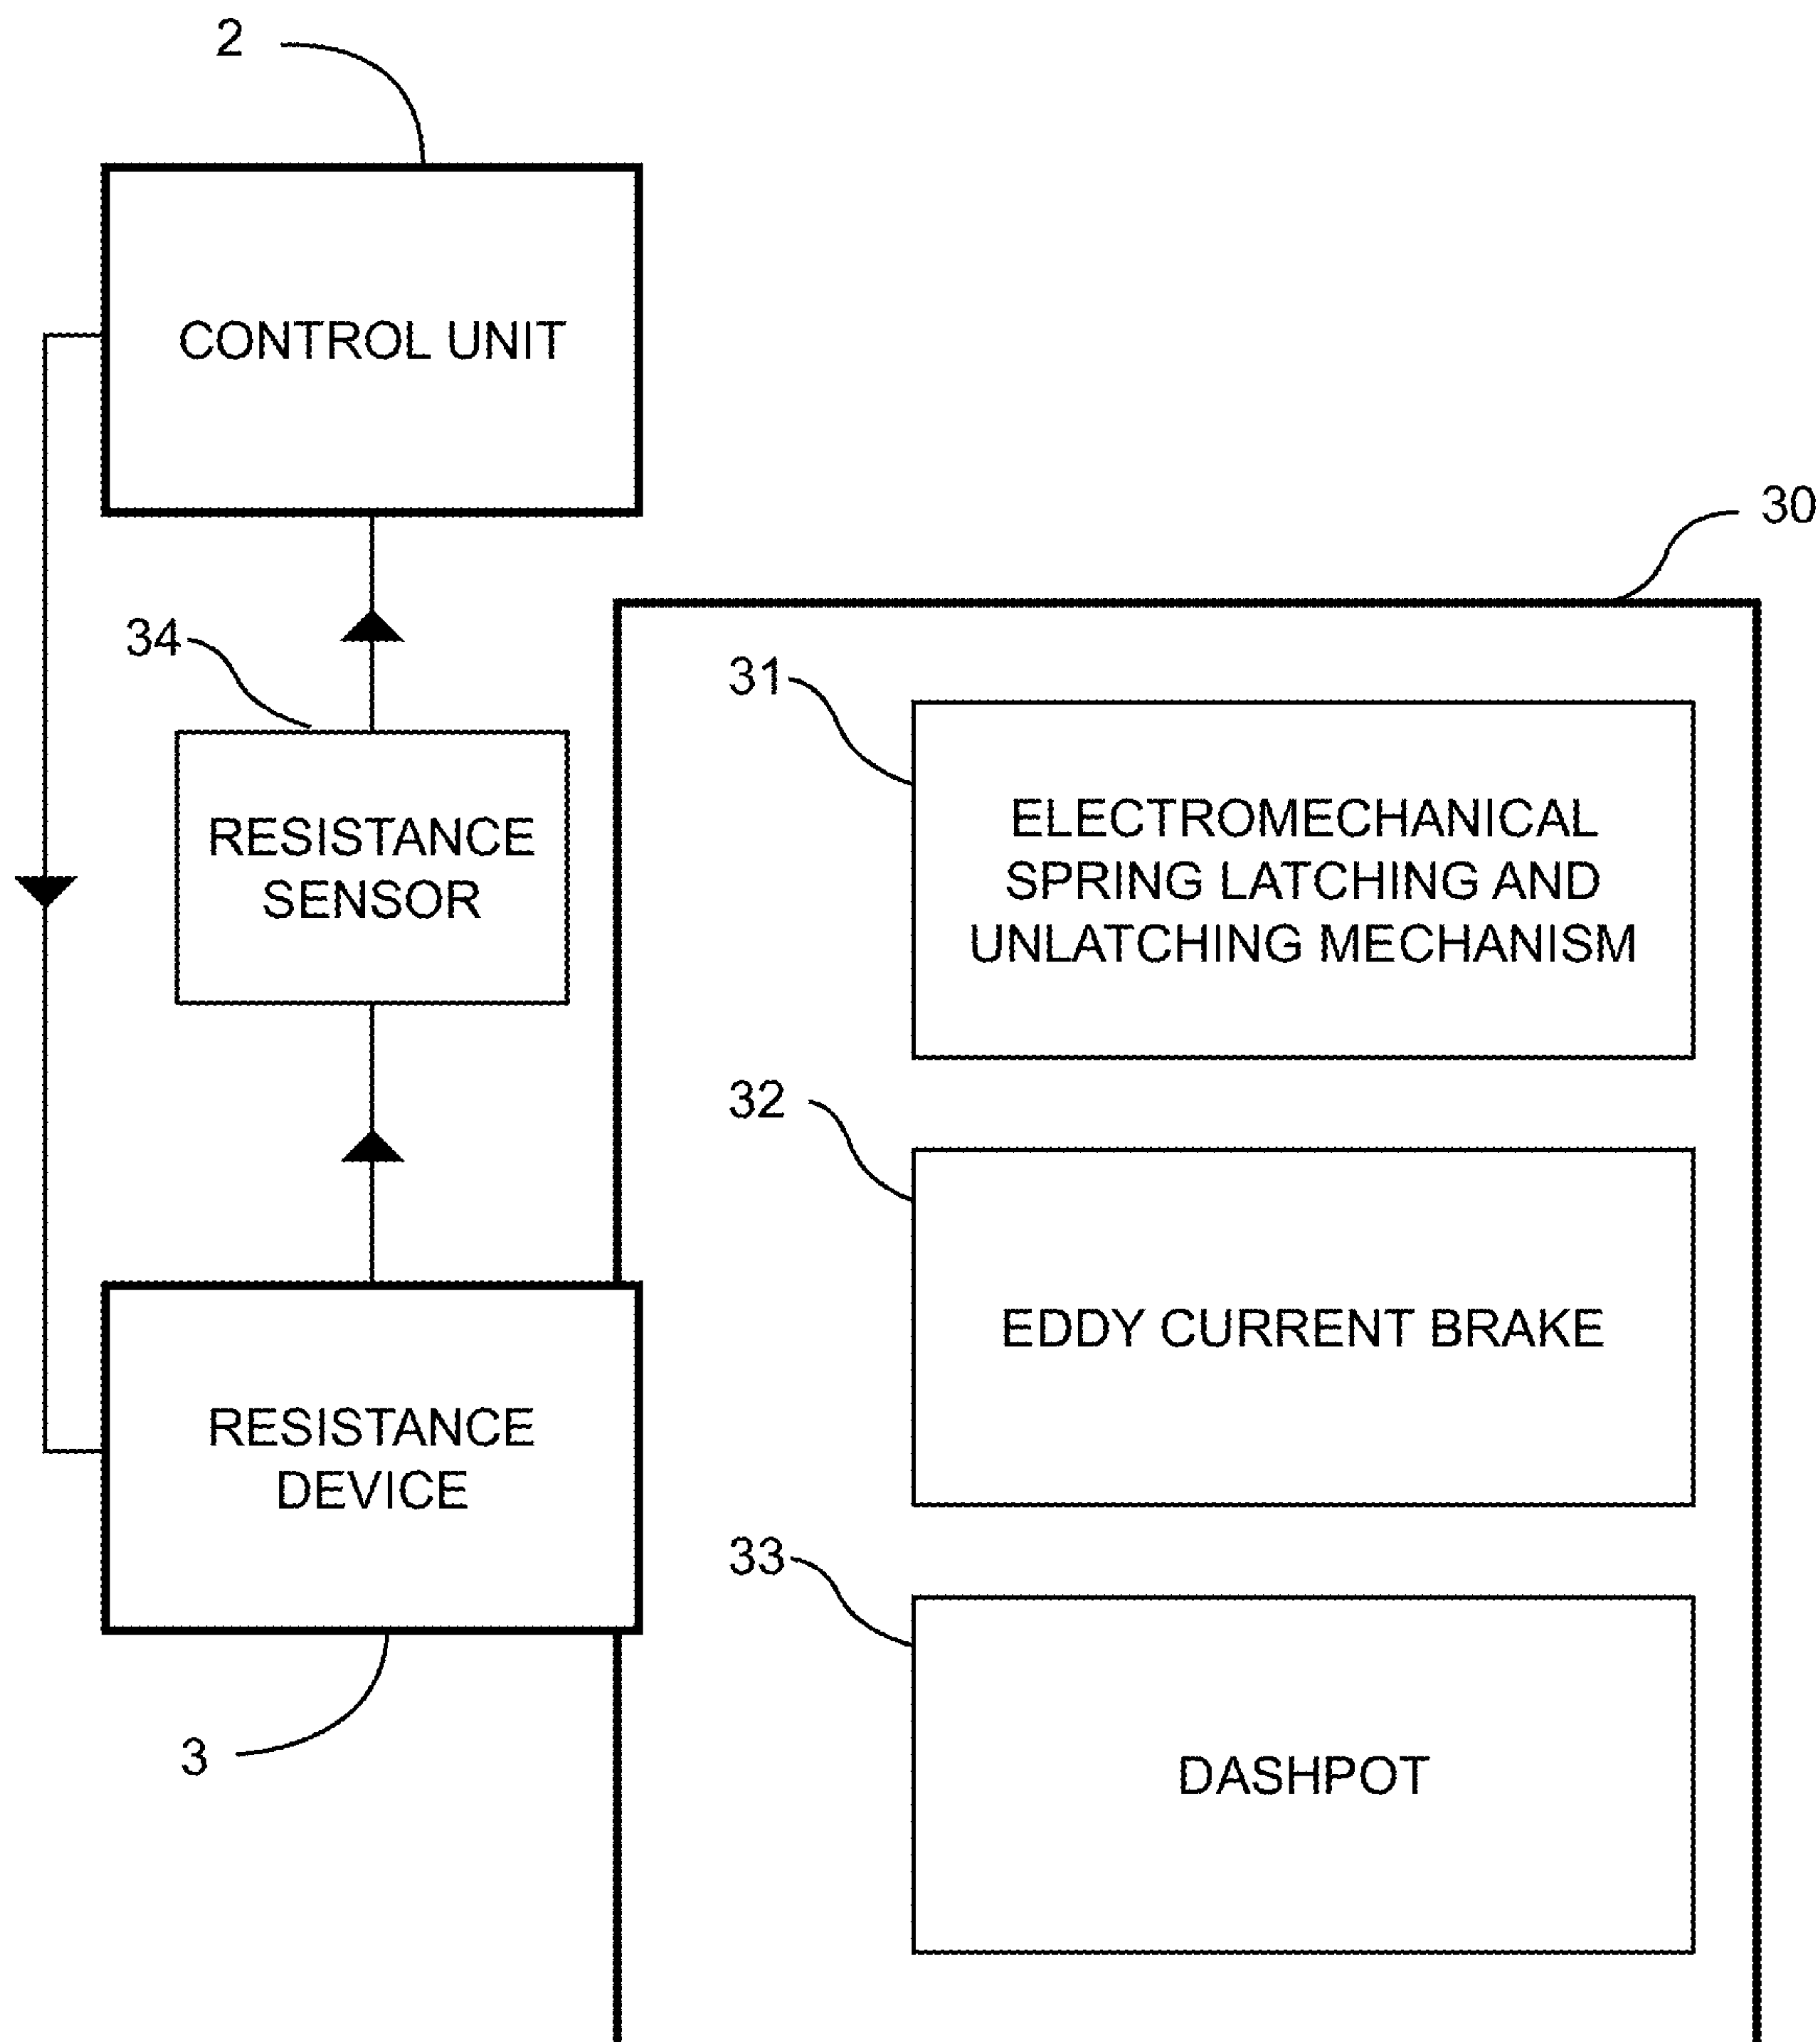 2
CONTROL UNIT
30
34
31
RESISTANCE
SENSOR
ELECTROMECHANICAL
SPRING LATCHING AND
UNLATCHING MECHANISM
32
EDDY CURRENT BRAKE
RESISTANCE
DEVICE
33
3
DASHPOT